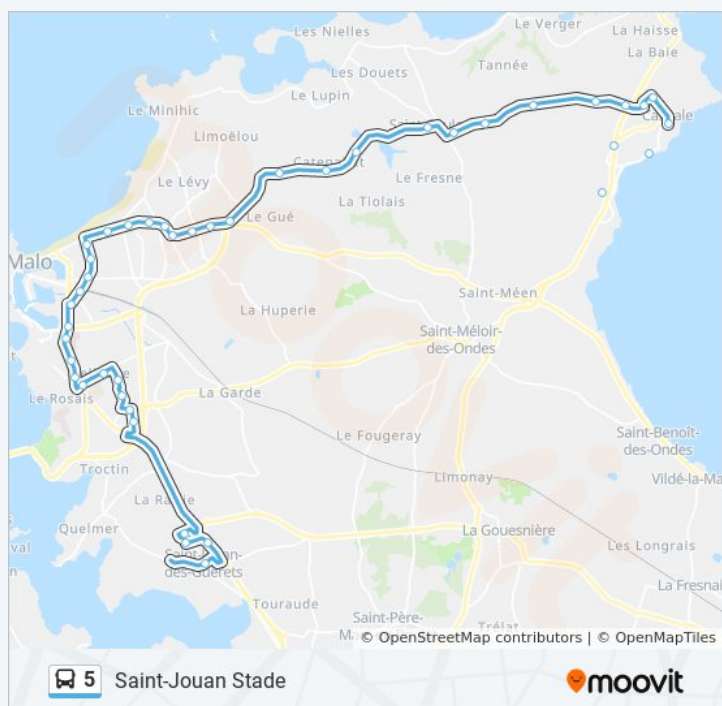 Les Nielles
Le Verger
La Haisse
La Baie
Les Douets
Tannée
Le Lupin
Le Minihic
Limoëlou
Le Lévy
Le Fresne
La Tiolais
Le Gué
Malo
La Huperie
Saint-Méen
Saint-Méloir
des-Ondes
La Garde
Le Rosais
Le Fougeray
Saint-Benoît
des-Ondes
Troctin
Limonay
Vildé-la-Ma
Quelmer
La Gouesnière
Les Longrais
des-Guérets
La Fresnai
Touraude
Saint-Père-
Trélat
© OpenStreetMap contributors | © OpenMapTiles
5 Saint-Jouan Stade
moovit